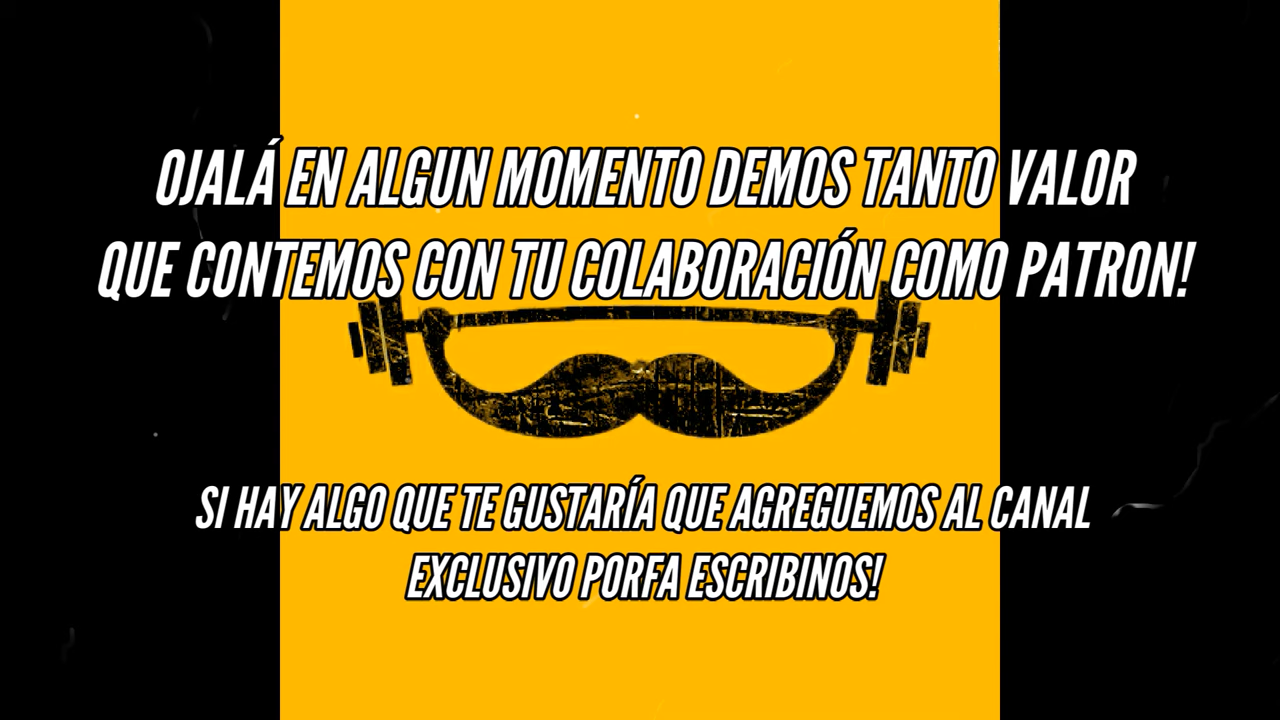 OJALÁ EN ALGUN MOMENTO DEMOS TANTO VALOR
QUE CONTEMOS CON TU COLABORACIÓN COMO PATRON!
SI HAY ALGO QUE TE GUSTARÍA QUE AGREGUEMOS AL CANAL
EXCLUSIVO PORFA ESCRIBINOS!